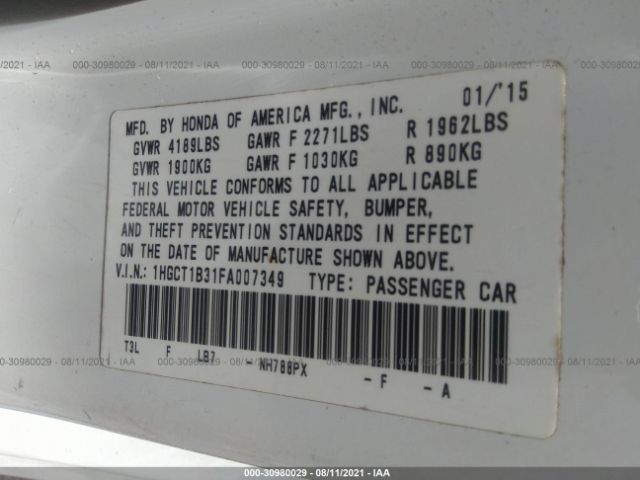 000-30980029 - 08/11/2021 - IAA
MFD. BY HONDA OF AMERICA MFG., INC. 01/'15
GVWR 4189LBS GAWR F 2271LBS R 1962LBS
GVWR 1900KG GAWR F 1030KG R 890KG
THIS VEHICLE CONFORMS TO ALL APPLICABLE
FEDERAL MOTOR VEHICLE SAFETY, BUMPER,
AND THEFT PREVENTION STANDARDS IN EFFECT
ON THE DATE OF MANUFACTURE SHOWN ABOVE.
V.I.N.: 1HGCT1B31FA007349 TYPE: PASSENGER CAR
T3L F LB7 - NH788PX - F - A
000-30980029 - 08/11/2021 - IAA
000-30980029 - 08/11/2021 - IAA